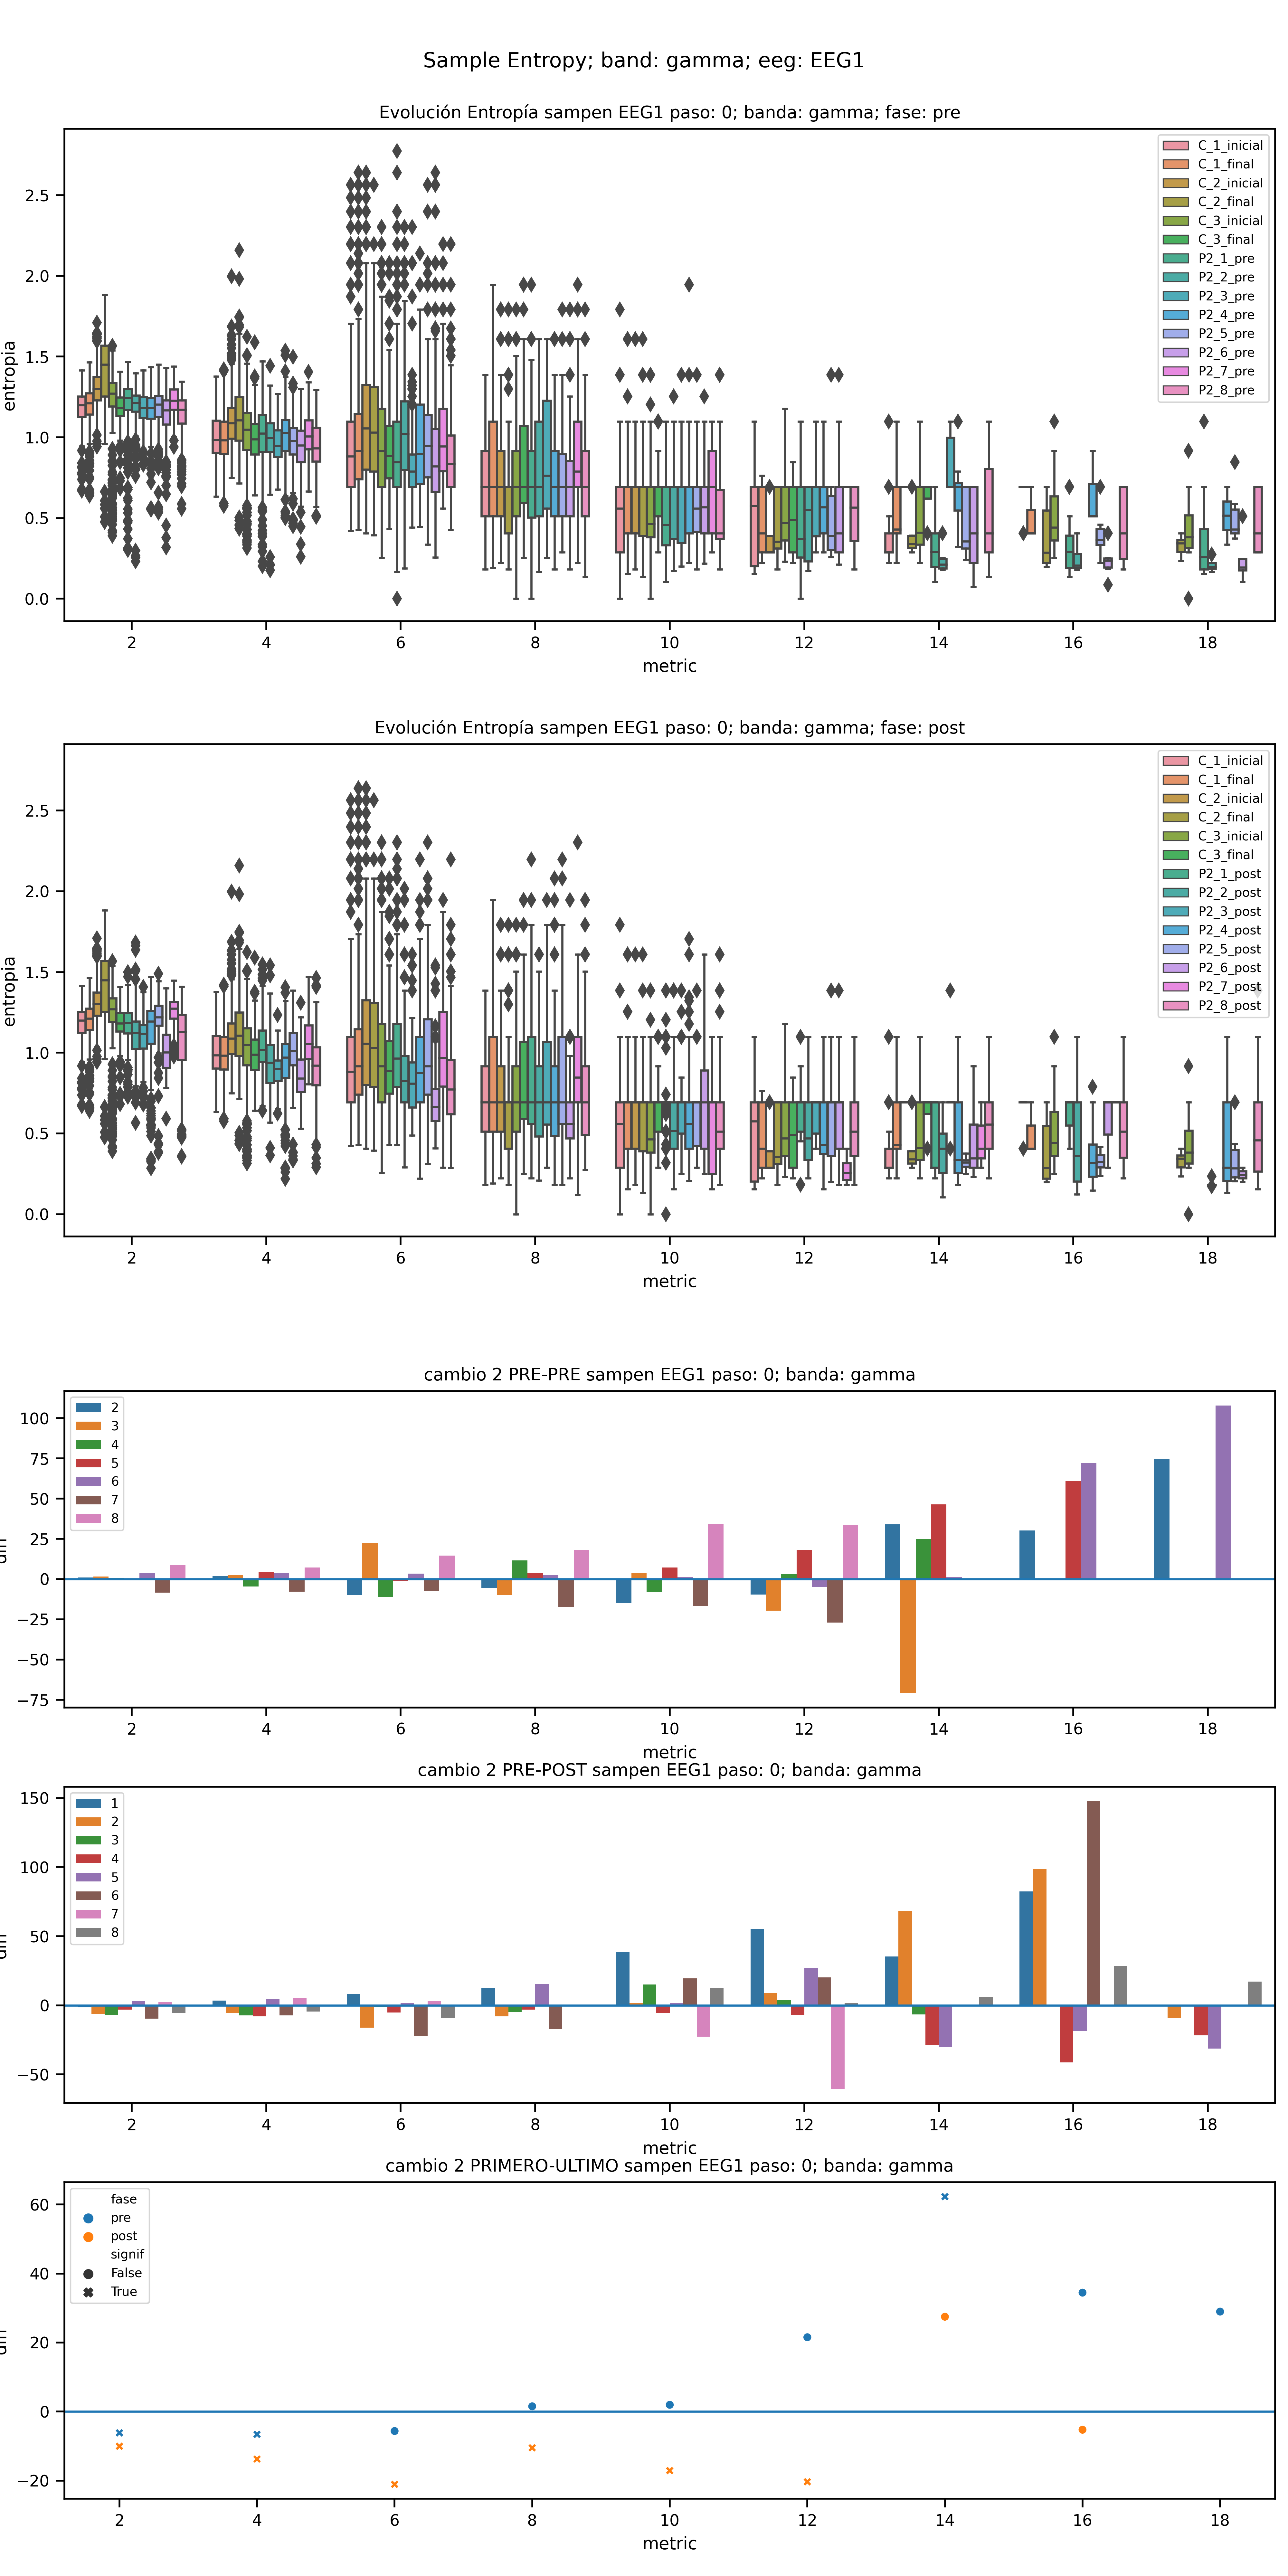 Sample Entropy; band: gamma; eeg: EEG1
Evolución Entropía sampen EEG1 paso: 0; banda: gamma; fase: pre
entropia
2.5
2.0
1.5
1.0
0.5
0.0
C_1_inicial
C_1_final
C_2_inicial
C_2_final
C_3_inicial
C_3_final
P2_1_pre
P2_2_pre
P2_3_pre
P2_4_pre
P2_5_pre
P2_6_pre
P2_7_pre
P2_8_pre
2 4 6 8 10 12 14 16 18
metric
Evolución Entropía sampen EEG1 paso: 0; banda: gamma; fase: post
entropia
2.5
2.0
1.5
1.0
0.5
0.0
C_1_inicial
C_1_final
C_2_inicial
C_2_final
C_3_inicial
C_3_final
P2_1_post
P2_2_post
P2_3_post
P2_4_post
P2_5_post
P2_6_post
P2_7_post
P2_8_post
2 4 6 8 10 12 14 16 18
metric
cambio 2 PRE-PRE sampen EEG1 paso: 0; banda: gamma
100
75
50
25
0
−25
−50
−75
2
3
4
5
6
7
8
2 4 6 8 10 12 14 16 18
metric
cambio 2 PRE-POST sampen EEG1 paso: 0; banda: gamma
150
100
50
0
−50
1
2
3
4
5
6
7
8
2 4 6 8 10 12 14 16 18
metric
cambio 2 PRIMERO-ULTIMO sampen EEG1 paso: 0; banda: gamma
60
40
20
0
−20
fase
pre
post
signif
False
True
2 4 6 8 10 12 14 16 18
metric